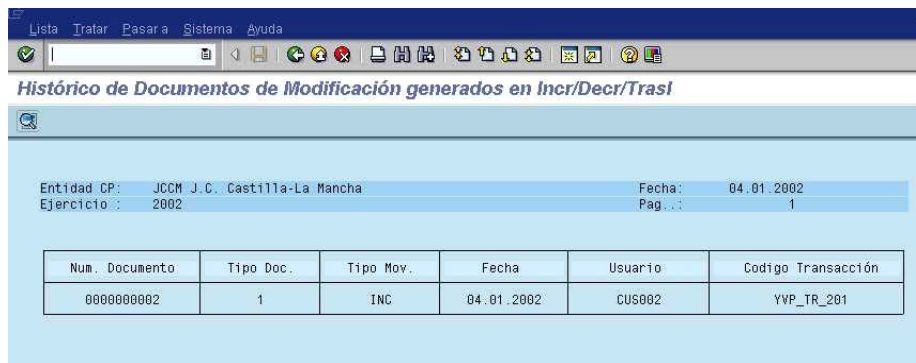 Lista Tratar Pasar a Sistema Ayuda
Histórico de Documentos de Modificación generados en Incr/Decr/Trasl
Entidad CP: JCCM J.C. Castilla-La Mancha Fecha: 04.01.2002
Ejercicio : 2002 Pag..: 1
Num. Documento Tipo Doc. Tipo Mov. Fecha Usuario Codigo Transacción
0000000002 1 INC 04.01.2002 CUS002 YVP_TR_201